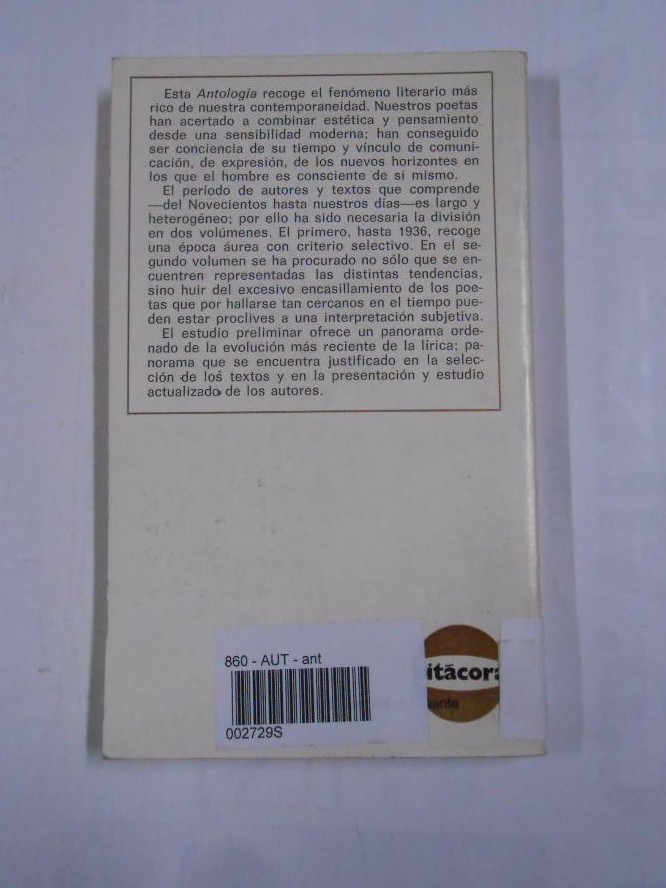 Esta Antología recoge el fenómeno literario más
rico de nuestra contemporaneidad. Nuestros poetas
han acertado a combinar estética y pensamiento
desde una sensibilidad moderna; han conseguido
ser conciencia de su tiempo y vínculo de comuni-
cación, de expresión, de los nuevos horizontes en
los que el hombre es consciente de sí mismo.
El período de autores y textos que comprende
—del Novecientos hasta nuestros días—es largo y
heterogéneo; por ello ha sido necesaria la división
en dos volúmenes. El primero, hasta 1936, recoge
una época áurea con criterio selectivo. En el se-
gundo volumen se ha procurado no sólo que se en-
cuentren representadas las distintas tendencias,
sino huir del excesivo encasillamiento de los poe-
tas que por hallarse tan cercanos en el tiempo pue-
den estar proclives a una interpretación subjetiva.
El estudio preliminar ofrece un panorama orde-
nado de la evolución más reciente de la lírica; pa-
norama que se encuentra justificado en la selec-
ción de los textos y en la presentación y estudio
actualizado de los autores.
860 - AUT - ant
itácora
002729S